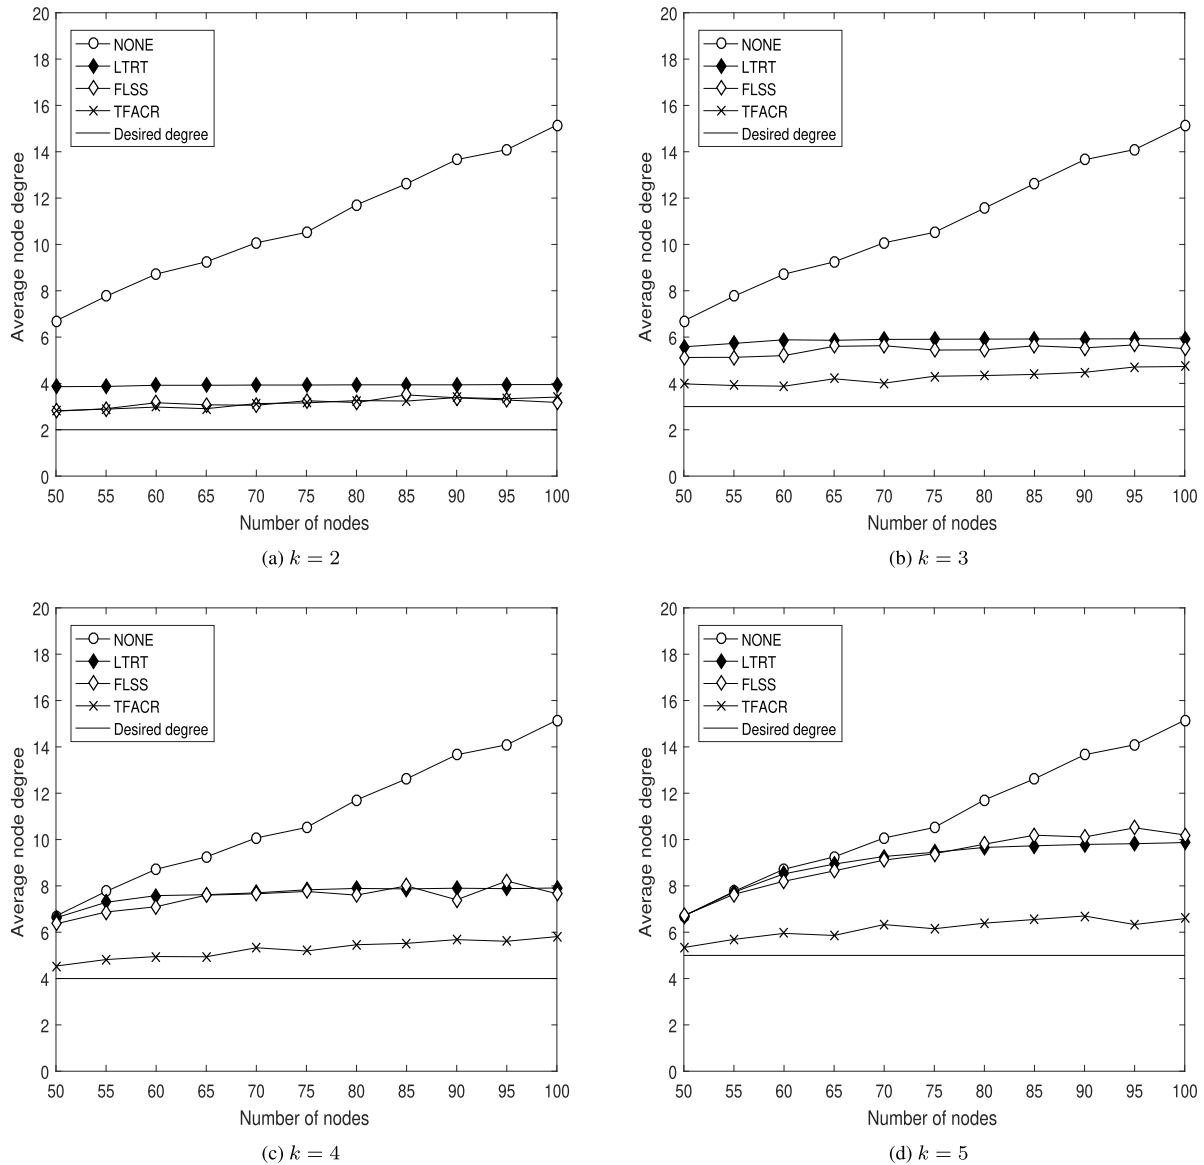 20
18
16
14
12
10
8
6
4
2
0
Average node degree
NONE
LTRT
FLSS
TFACR
Desired degree
50 55 60 65 70 75 80 85 90 95 100
Number of nodes
(a) k = 2
20
18
16
14
12
10
8
6
4
2
0
Average node degree
NONE
LTRT
FLSS
TFACR
Desired degree
50 55 60 65 70 75 80 85 90 95 100
Number of nodes
(b) k = 3
20
18
16
14
12
10
8
6
4
2
0
Average node degree
NONE
LTRT
FLSS
TFACR
Desired degree
50 55 60 65 70 75 80 85 90 95 100
Number of nodes
(c) k = 4
20
18
16
14
12
10
8
6
4
2
0
Average node degree
NONE
LTRT
FLSS
TFACR
Desired degree
50 55 60 65 70 75 80 85 90 95 100
Number of nodes
(d) k = 5